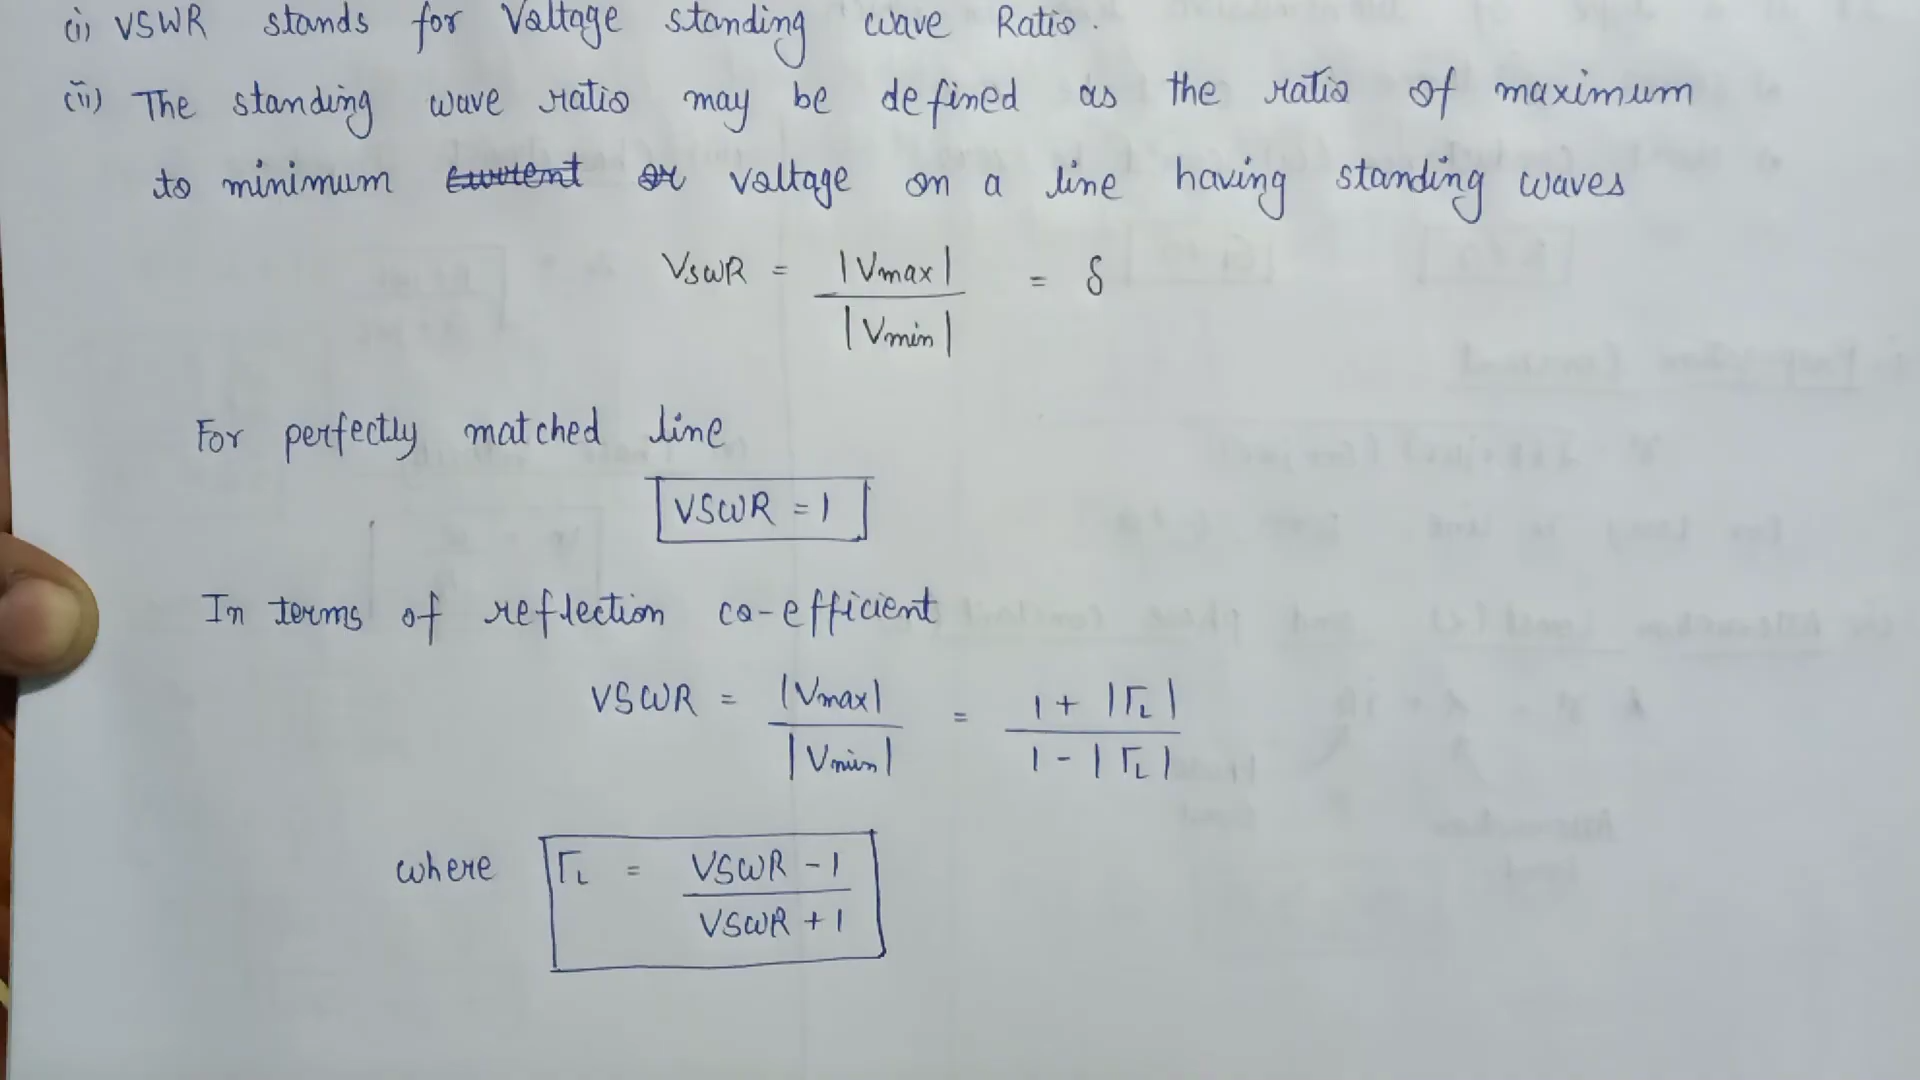 (i) VSWR stands for Voltage standing wave Ratio.
(ii) The standing wave ratio may be defined as the ratio of maximum
to minimum current or voltage on a line having standing waves
VSWR = |Vmax| / |Vmin| = δ
For perfectly matched line
VSWR = 1
In terms of reflection co-efficient
VSWR = |Vmax| / |Vmin| = 1 + |ΓL| / 1 - |ΓL|
where ΓL = VSWR - 1 / VSWR + 1